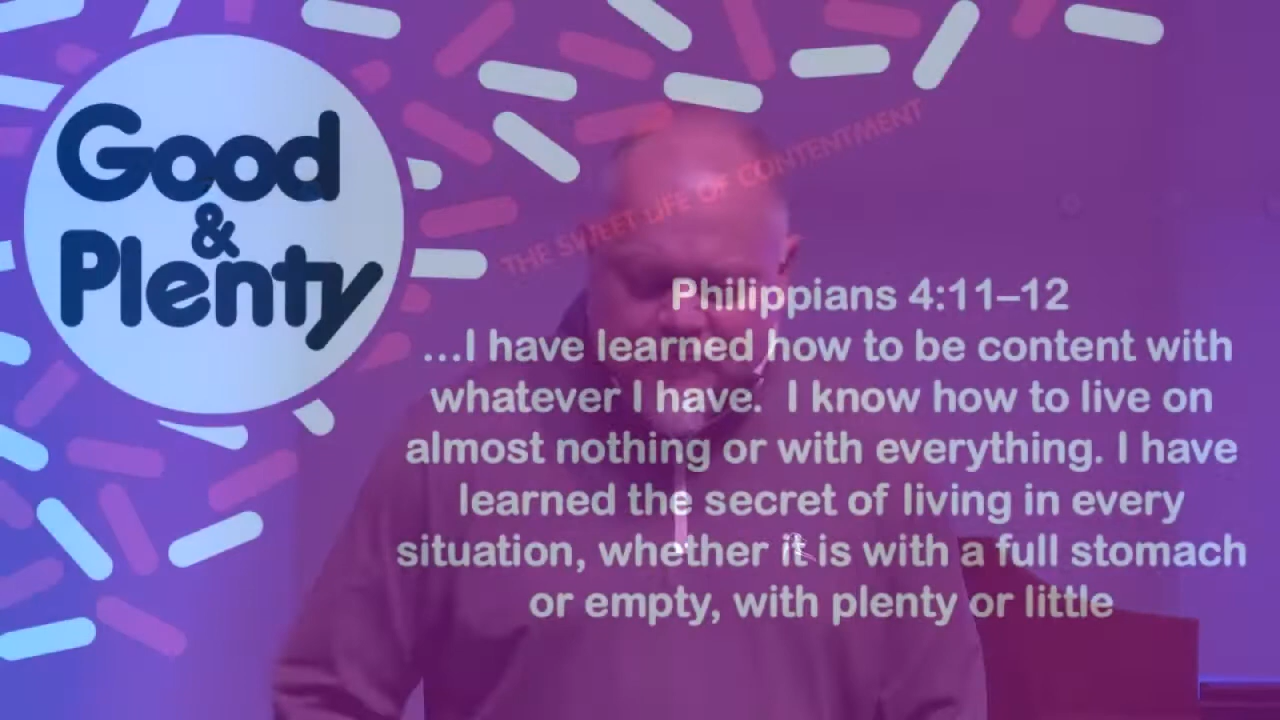 Good
&
Plenty
THE SWEET LIFE OF CONTENTMENT
Philippians 4:11–12
…I have learned how to be content with
whatever I have.  I know how to live on
almost nothing or with everything. I have
learned the secret of living in every
situation, whether it is with a full stomach
or empty, with plenty or little